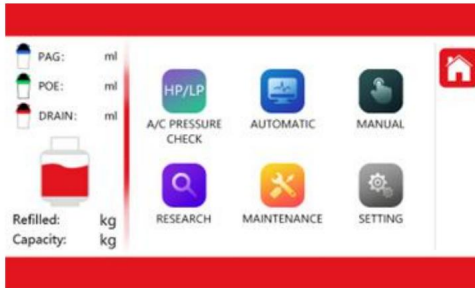 PAG: ml
POE: ml
DRAIN: ml
Refilled: kg
Capacity: kg
HP/LP
A/C PRESSURE
CHECK
AUTOMATIC
MANUAL
RESEARCH
MAINTENANCE
SETTING